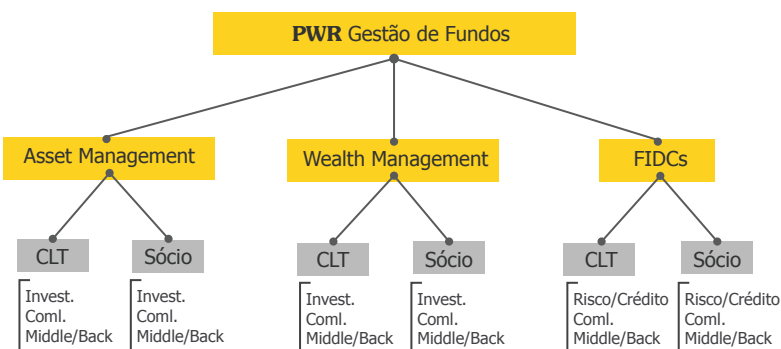 PWR Gestão de Fundos
Asset Management
Wealth Management
FIDCs
CLT
Sócio
CLT
Sócio
CLT
Sócio
Invest.
Coml.
Middle/Back
Invest.
Coml.
Middle/Back
Invest.
Coml.
Middle/Back
Invest.
Coml.
Middle/Back
Risco/Crédito
Coml.
Middle/Back
Risco/Crédito
Coml.
Middle/Back